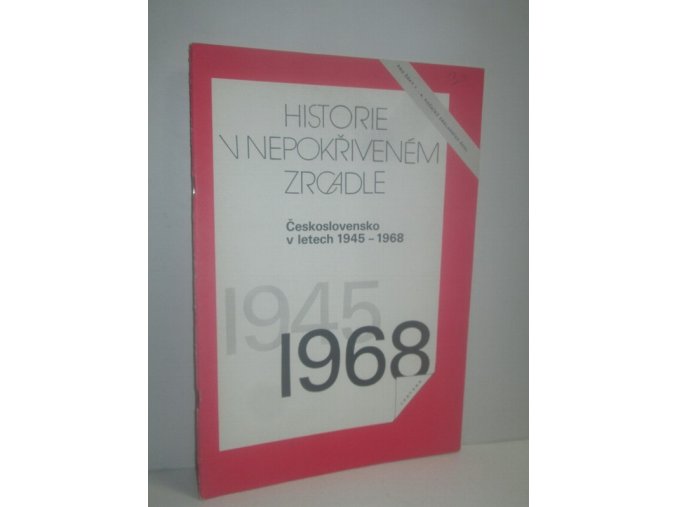 HISTORIE
V NEPOKŘIVENÉM
ZRCADLE
Československo
v letech 1945 – 1968
1945
1968